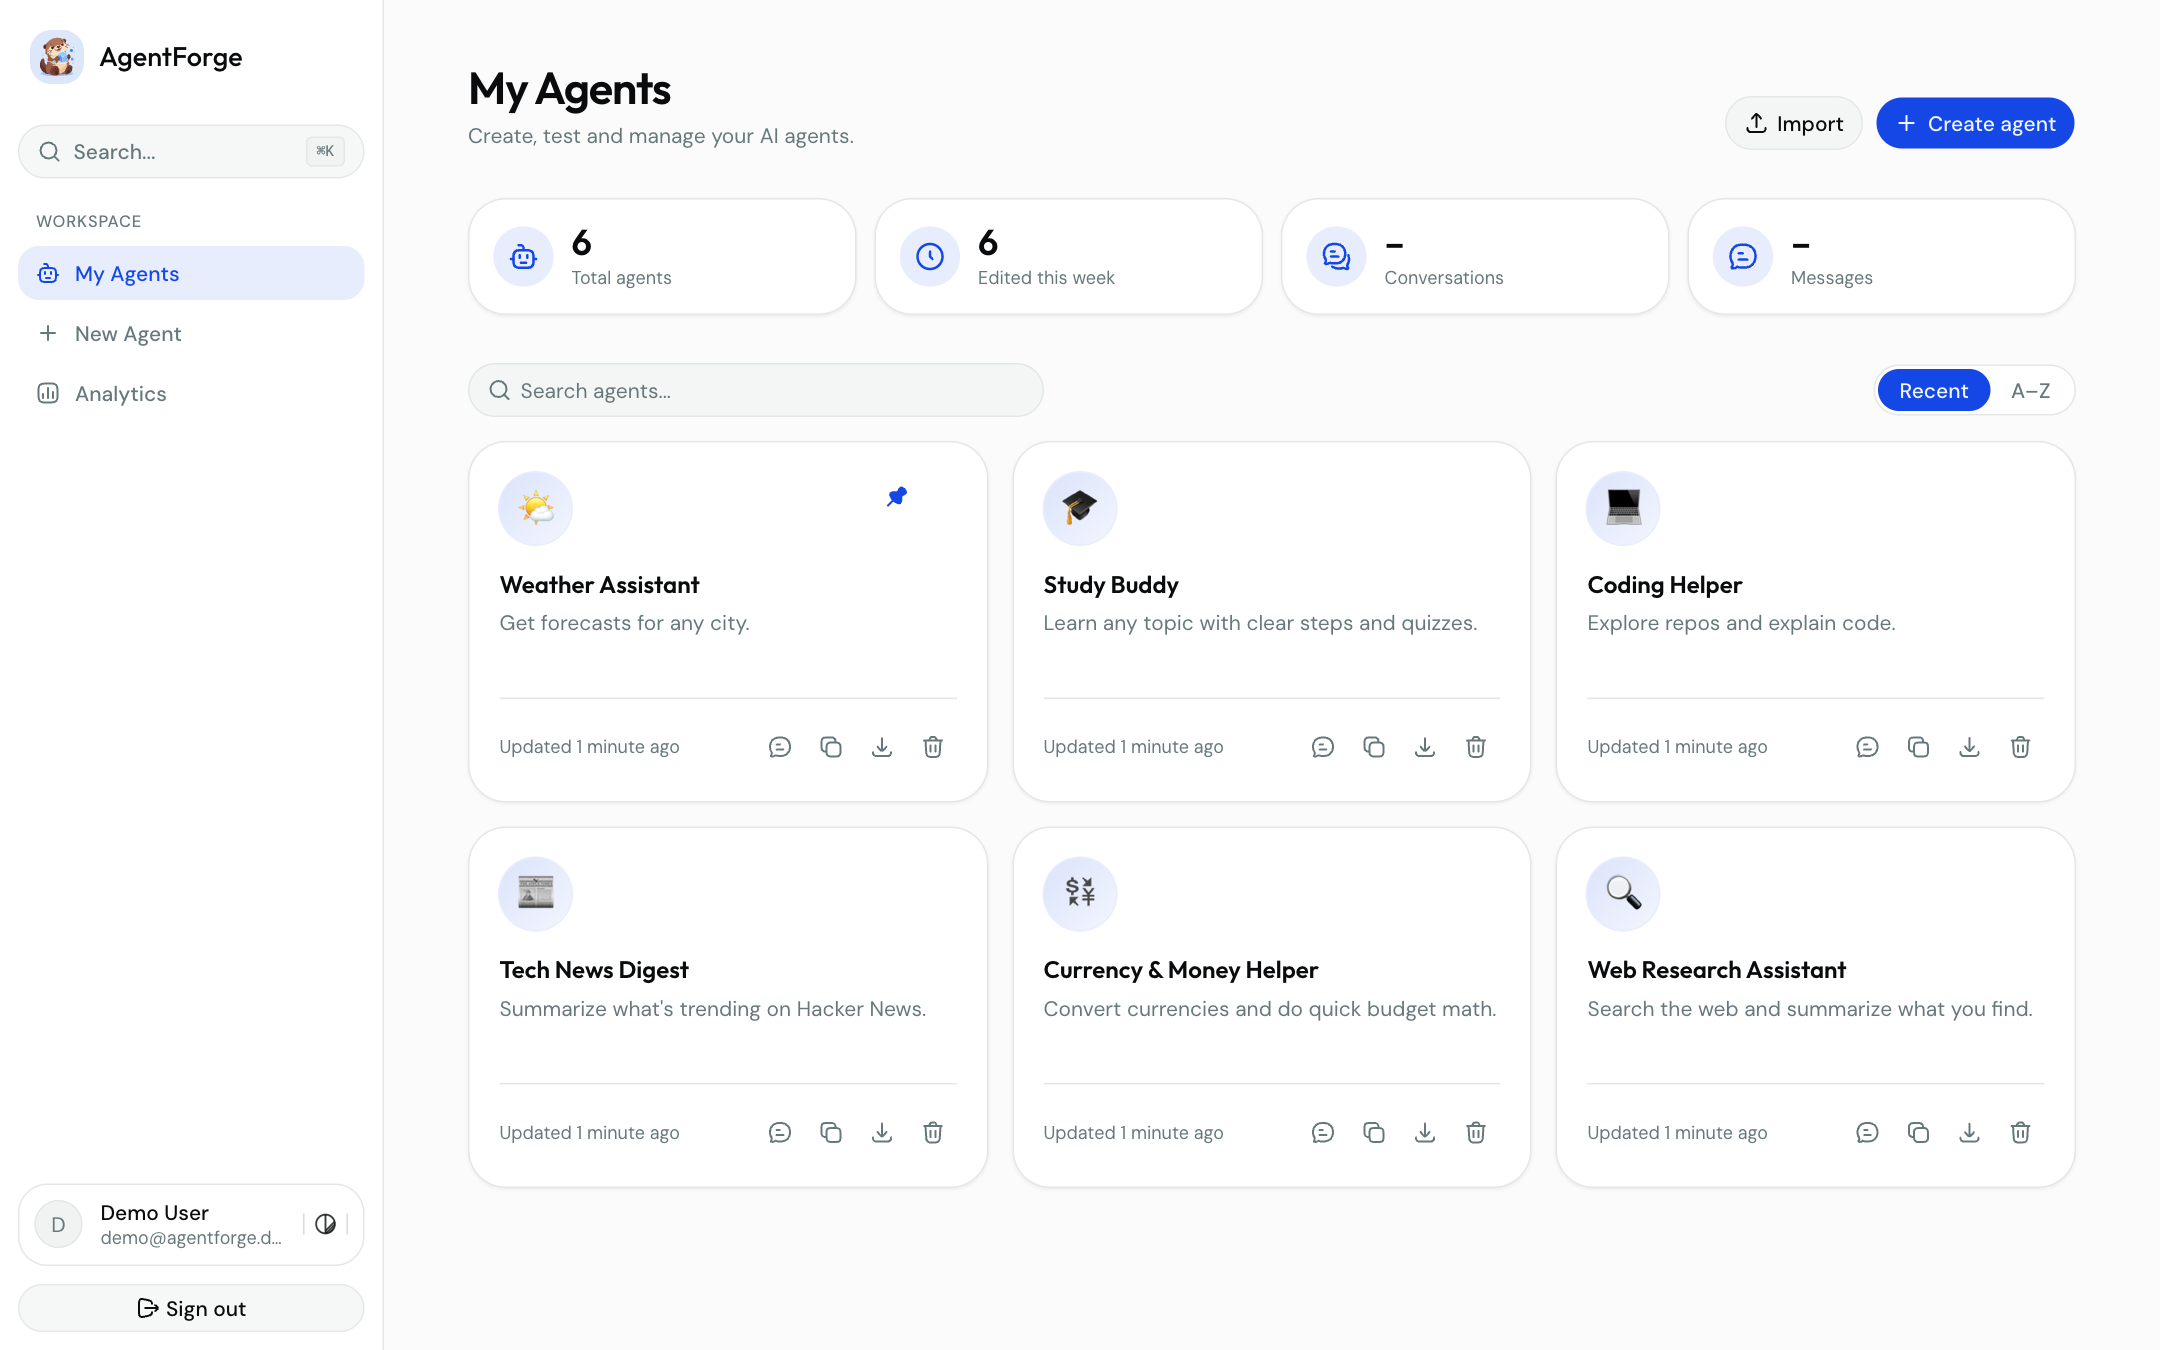 AgentForge
Search...
⌘K
WORKSPACE
My Agents
New Agent
Analytics
Demo User
demo@agentforge.d...
D
Sign out
My Agents
Create, test and manage your AI agents.
Import
Create agent
6
Total agents
6
Edited this week
–
Conversations
–
Messages
Search agents...
Recent
A–Z
Weather Assistant
Get forecasts for any city.
Updated 1 minute ago
Study Buddy
Learn any topic with clear steps and quizzes.
Updated 1 minute ago
Coding Helper
Explore repos and explain code.
Updated 1 minute ago
Tech News Digest
Summarize what's trending on Hacker News.
Updated 1 minute ago
Currency & Money Helper
Convert currencies and do quick budget math.
Updated 1 minute ago
Web Research Assistant
Search the web and summarize what you find.
Updated 1 minute ago